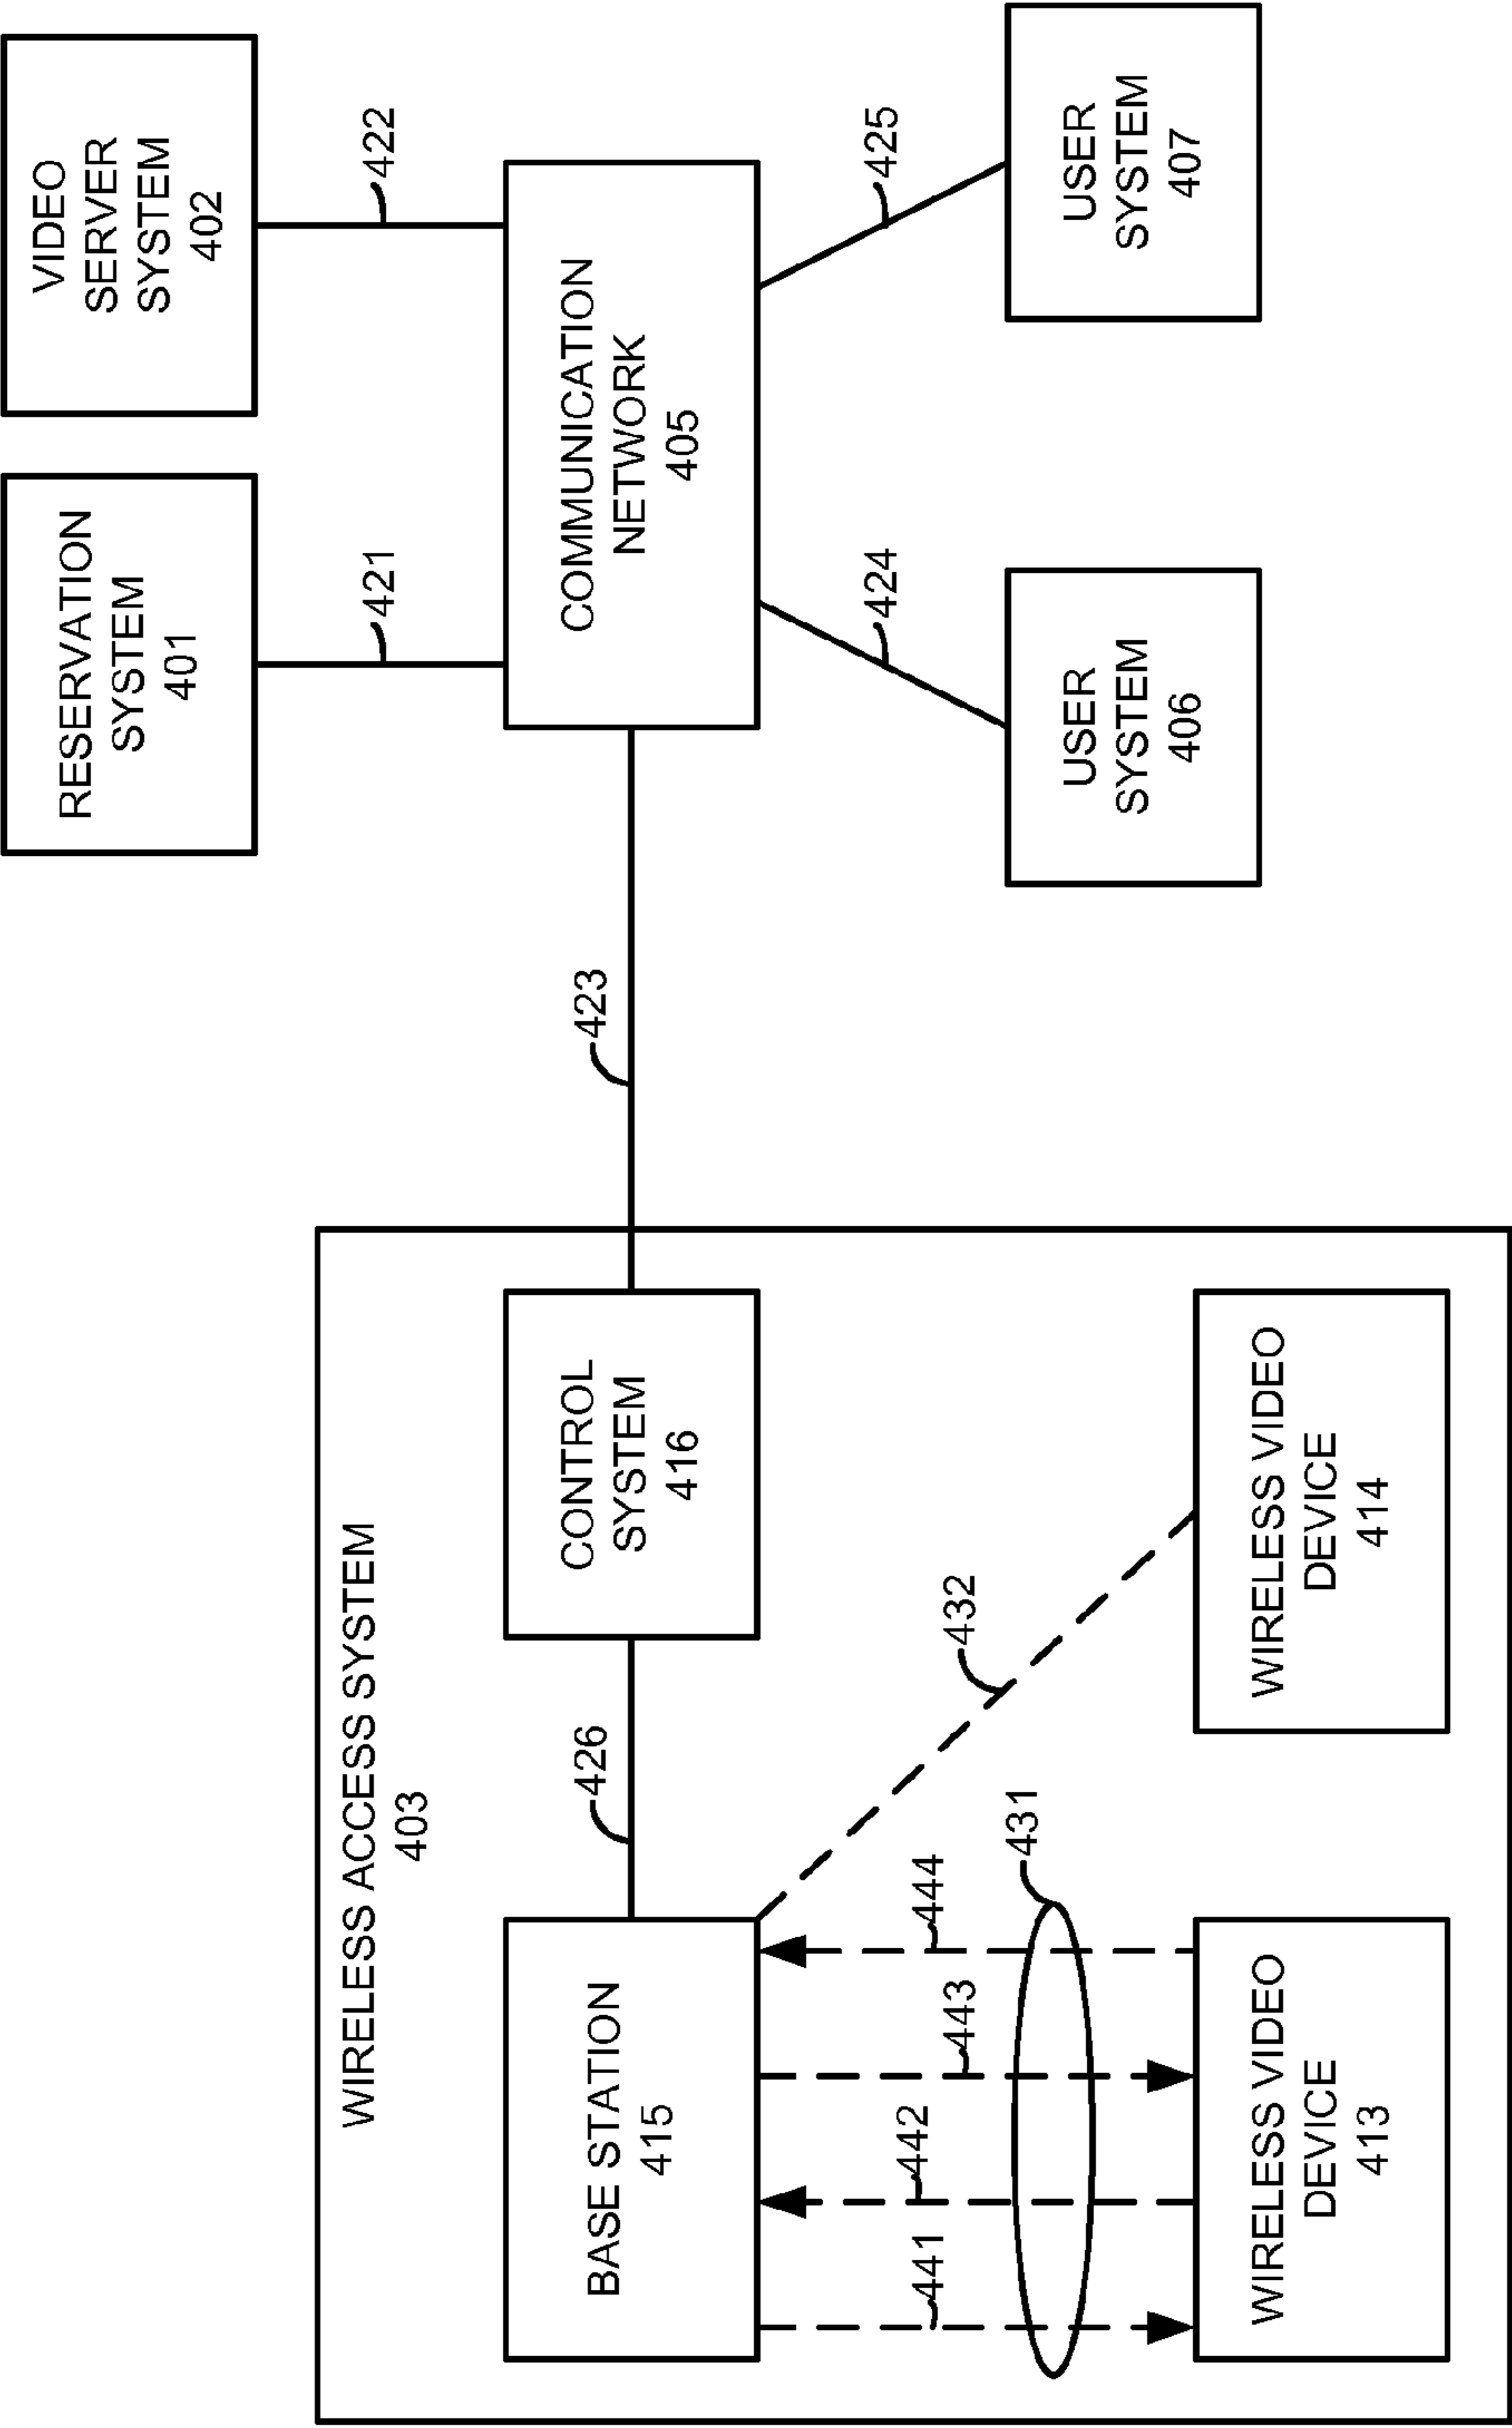 RESERVATION
SYSTEM
401
VIDEO
SERVER
SYSTEM
402
421
422
WIRELESS ACCESS SYSTEM
403
BASE STATION
415
426
CONTROL
SYSTEM
416
423
COMMUNICATION
NETWORK
405
441
442
443
444
432
431
424
425
WIRELESS VIDEO
DEVICE
413
WIRELESS VIDEO
DEVICE
414
USER
SYSTEM
406
USER
SYSTEM
407